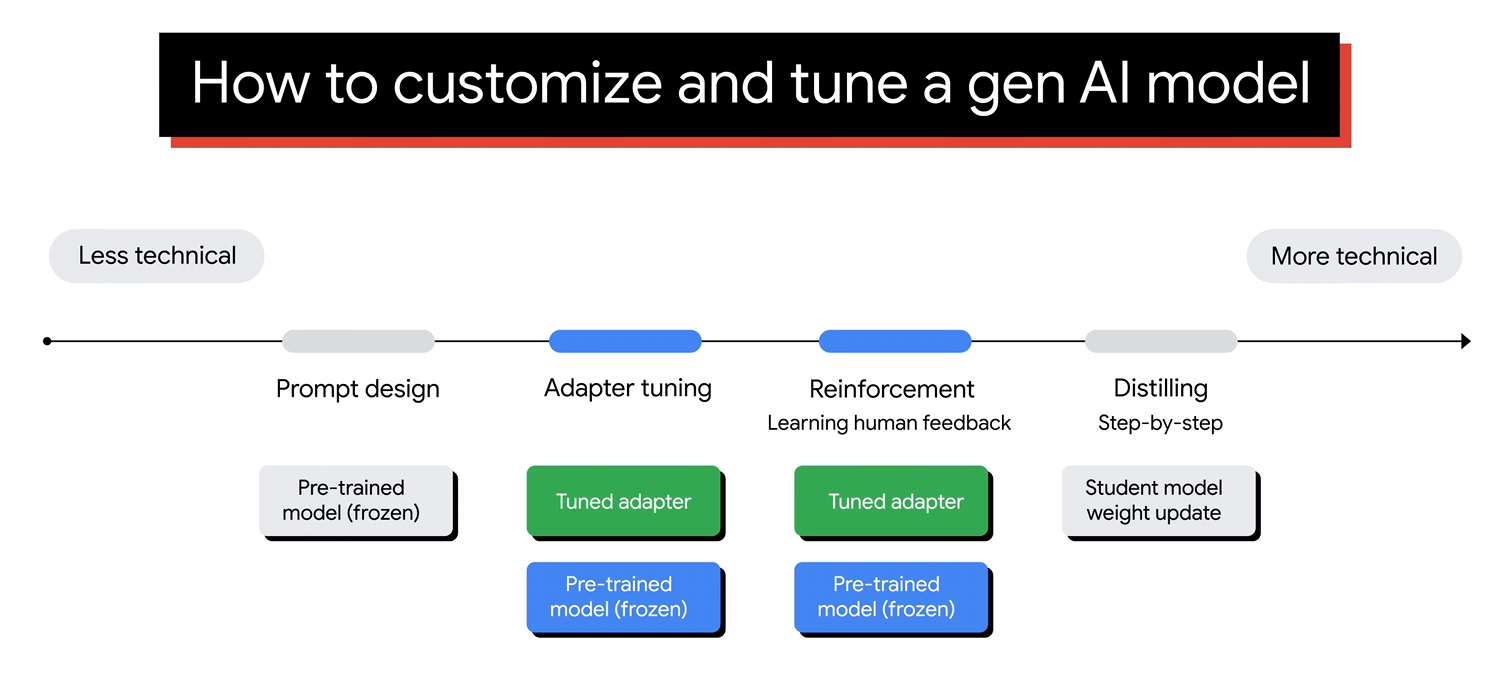 How to customize and tune a gen AI model
Less technical
More technical
Prompt design
Adapter tuning
Reinforcement
Learning human feedback
Distilling
Step-by-step
Pre-trained
model (frozen)
Tuned adapter
Pre-trained
model (frozen)
Tuned adapter
Pre-trained
model (frozen)
Student model
weight update